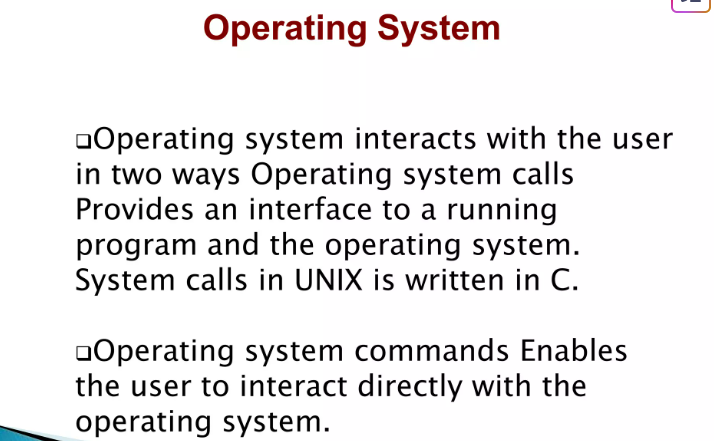 Operating System
❑Operating system interacts with the user
in two ways Operating system calls
Provides an interface to a running
program and the operating system.
System calls in UNIX is written in C.
❑Operating system commands Enables
the user to interact directly with the
operating system.